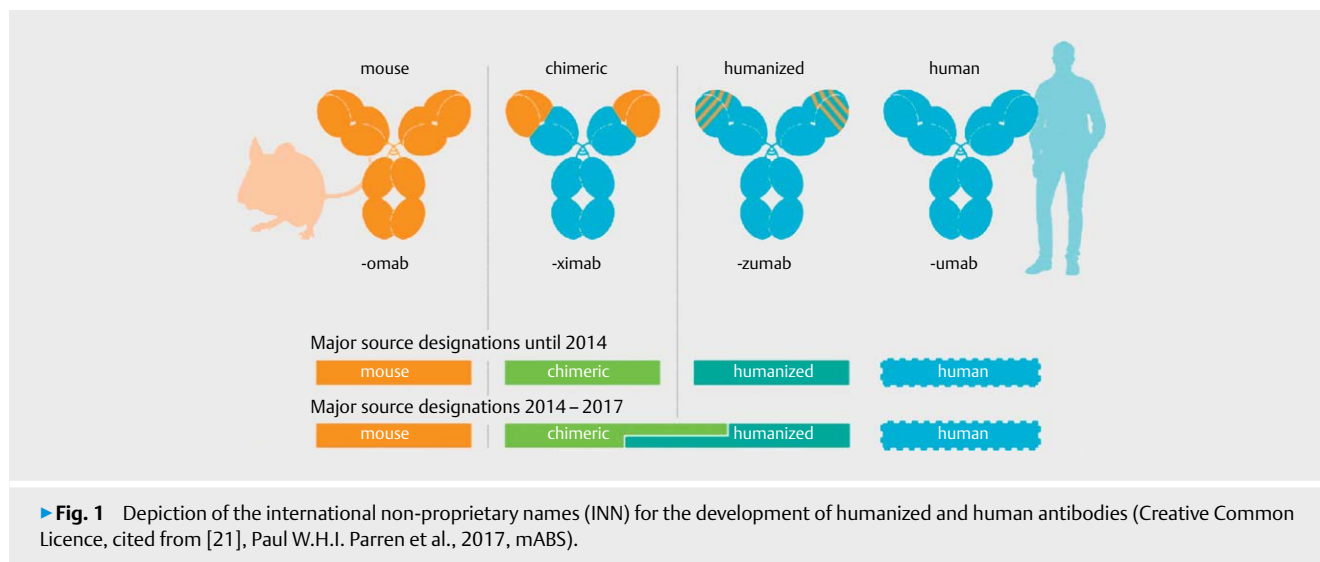 mouse chimeric humanized human
-omab -ximab -zumab -umab
Major source designations until 2014
mouse chimeric humanized human
Major source designations 2014 – 2017
mouse chimeric humanized human
▶ Fig. 1 Depiction of the international non-proprietary names (INN) for the development of humanized and human antibodies (Creative Common
Licence, cited from [21], Paul W.H.I. Parren et al., 2017, mABS).